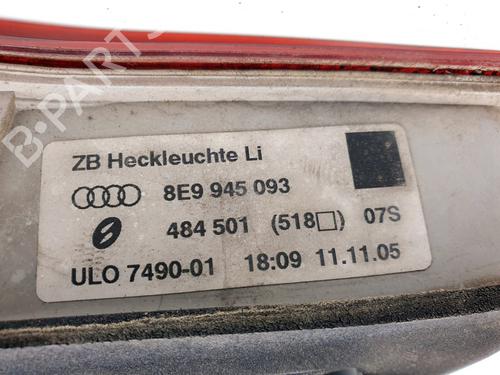 ZB Heckleuchte Li
8E9 945 093
484 501 (518□) 07S
ULO 7490-01 18:09 11.11.05
B-PARTS